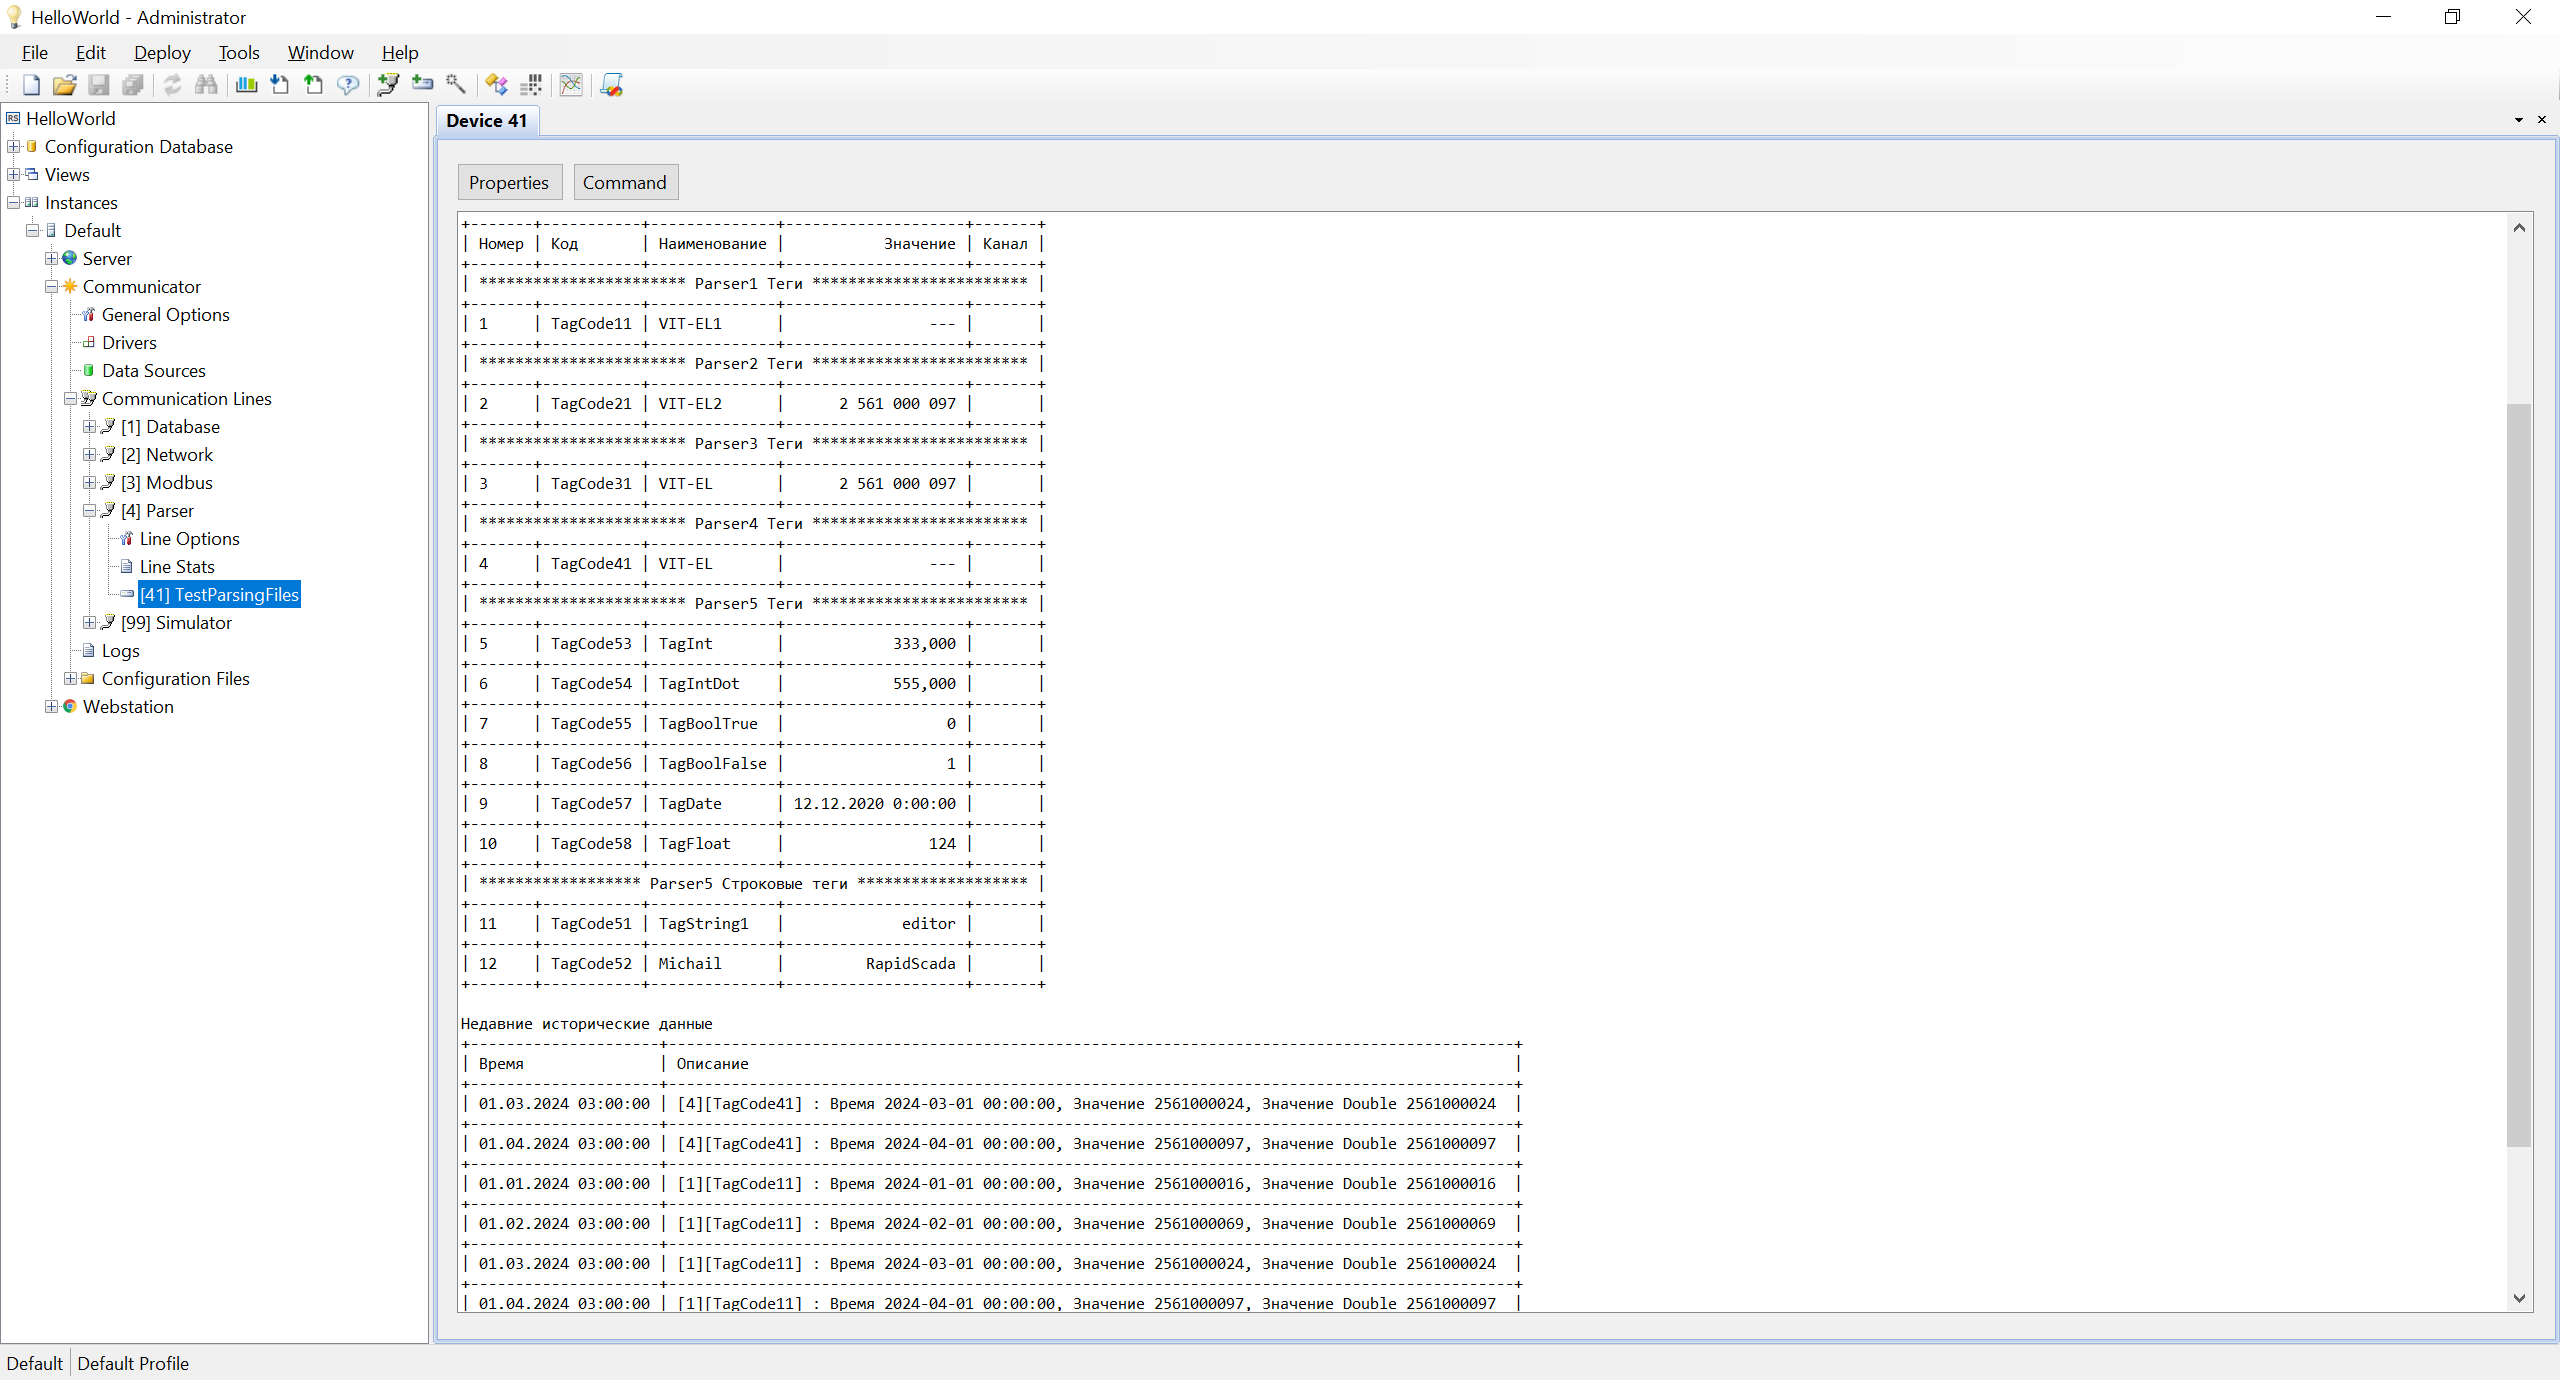 HelloWorld - Administrator
File Edit Deploy Tools Window Help
HelloWorld
Configuration Database
Views
Instances
Default
Server
Communicator
General Options
Drivers
Data Sources
Communication Lines
[1] Database
[2] Network
[3] Modbus
[4] Parser
Line Options
Line Stats
[41] TestParsingFiles
[99] Simulator
Logs
Configuration Files
Webstation
Device 41
Properties Command
| Номер | Код | Наименование | Значение | Канал |
| *********************** Parser1 Теги ************************ |
| 1 | TagCode11 | VIT-EL1 | --- | |
| *********************** Parser2 Теги ************************ |
| 2 | TagCode21 | VIT-EL2 | 2 561 000 097 | |
| *********************** Parser3 Теги ************************ |
| 3 | TagCode31 | VIT-EL | 2 561 000 097 | |
| *********************** Parser4 Теги ************************ |
| 4 | TagCode41 | VIT-EL | --- | |
| *********************** Parser5 Теги ************************ |
| 5 | TagCode53 | TagInt | 333,000 | |
| 6 | TagCode54 | TagIntDot | 555,000 | |
| 7 | TagCode55 | TagBoolTrue | 0 | |
| 8 | TagCode56 | TagBoolFalse | 1 | |
| 9 | TagCode57 | TagDate | 12.12.2020 0:00:00 | |
| 10 | TagCode58 | TagFloat | 124 | |
| ****************** Parser5 Строковые теги ******************* |
| 11 | TagCode51 | TagString1 | editor | |
| 12 | TagCode52 | Michail | RapidScada | |
Недавние исторические данные
| Время | Описание |
| 01.03.2024 03:00:00 | [4][TagCode41] : Время 2024-03-01 00:00:00, Значение 2561000024, Значение Double 2561000024 |
| 01.04.2024 03:00:00 | [4][TagCode41] : Время 2024-04-01 00:00:00, Значение 2561000097, Значение Double 2561000097 |
| 01.01.2024 03:00:00 | [1][TagCode11] : Время 2024-01-01 00:00:00, Значение 2561000016, Значение Double 2561000016 |
| 01.02.2024 03:00:00 | [1][TagCode11] : Время 2024-02-01 00:00:00, Значение 2561000069, Значение Double 2561000069 |
| 01.03.2024 03:00:00 | [1][TagCode11] : Время 2024-03-01 00:00:00, Значение 2561000024, Значение Double 2561000024 |
| 01.04.2024 03:00:00 | [1][TagCode11] : Время 2024-04-01 00:00:00, Значение 2561000097, Значение Double 2561000097 |
Default Default Profile